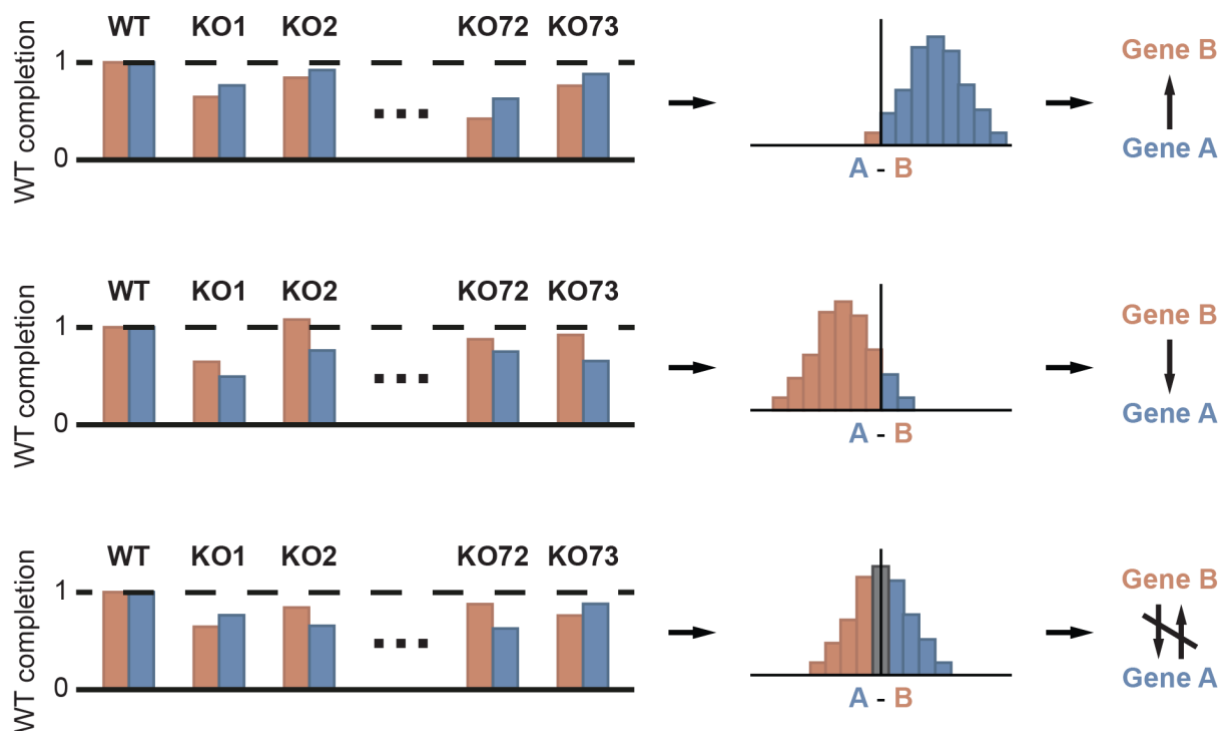 WT KO1 KO2 KO72 KO73
WT completion
1
0
...
A - B
Gene B
Gene A
WT KO1 KO2 KO72 KO73
WT completion
1
0
...
A - B
Gene B
Gene A
WT KO1 KO2 KO72 KO73
WT completion
1
0
...
A - B
Gene B
Gene A